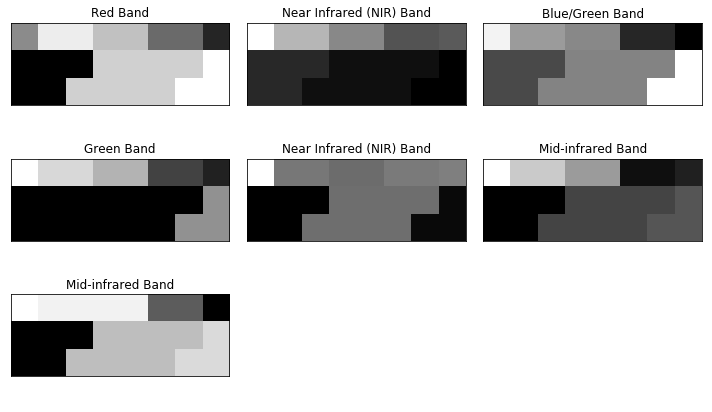 Red Band
Near Infrared (NIR) Band
Blue/Green Band
Green Band
Near Infrared (NIR) Band
Mid-infrared Band
Mid-infrared Band